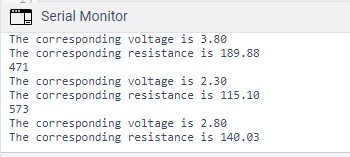 Serial Monitor
The corresponding voltage is 3.80
The corresponding resistance is 189.88
471
The corresponding voltage is 2.30
The corresponding resistance is 115.10
573
The corresponding voltage is 2.80
The corresponding resistance is 140.03